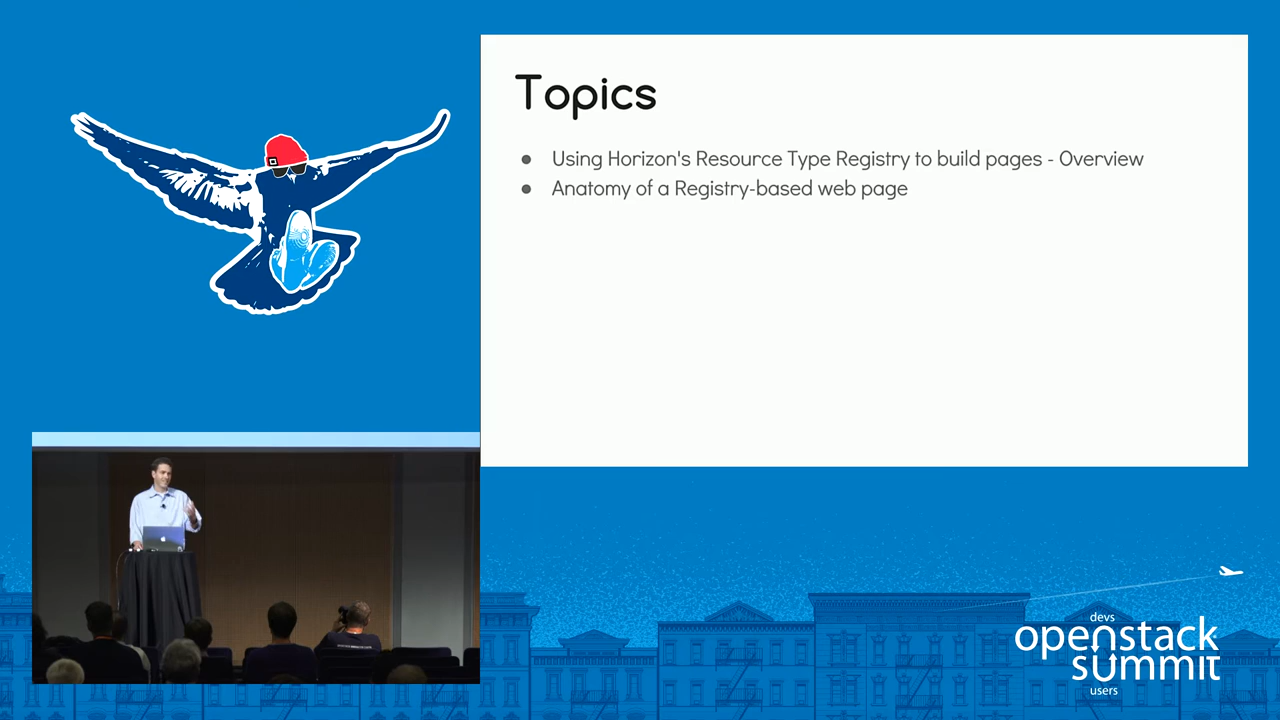 Topics
● Using Horizon's Resource Type Registry to build pages - Overview
● Anatomy of a Registry-based web page
devs
openstack
summit
users